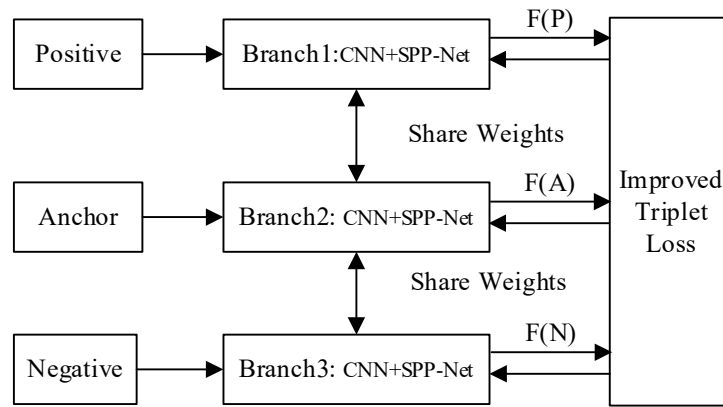 F(P)
Positive
Branch1:CNN+SPP-Net
Share Weights
F(A)
Anchor
Branch2: CNN+SPP-Net
Improved
Triplet
Loss
Share Weights
F(N)
Negative
Branch3: CNN+SPP-Net